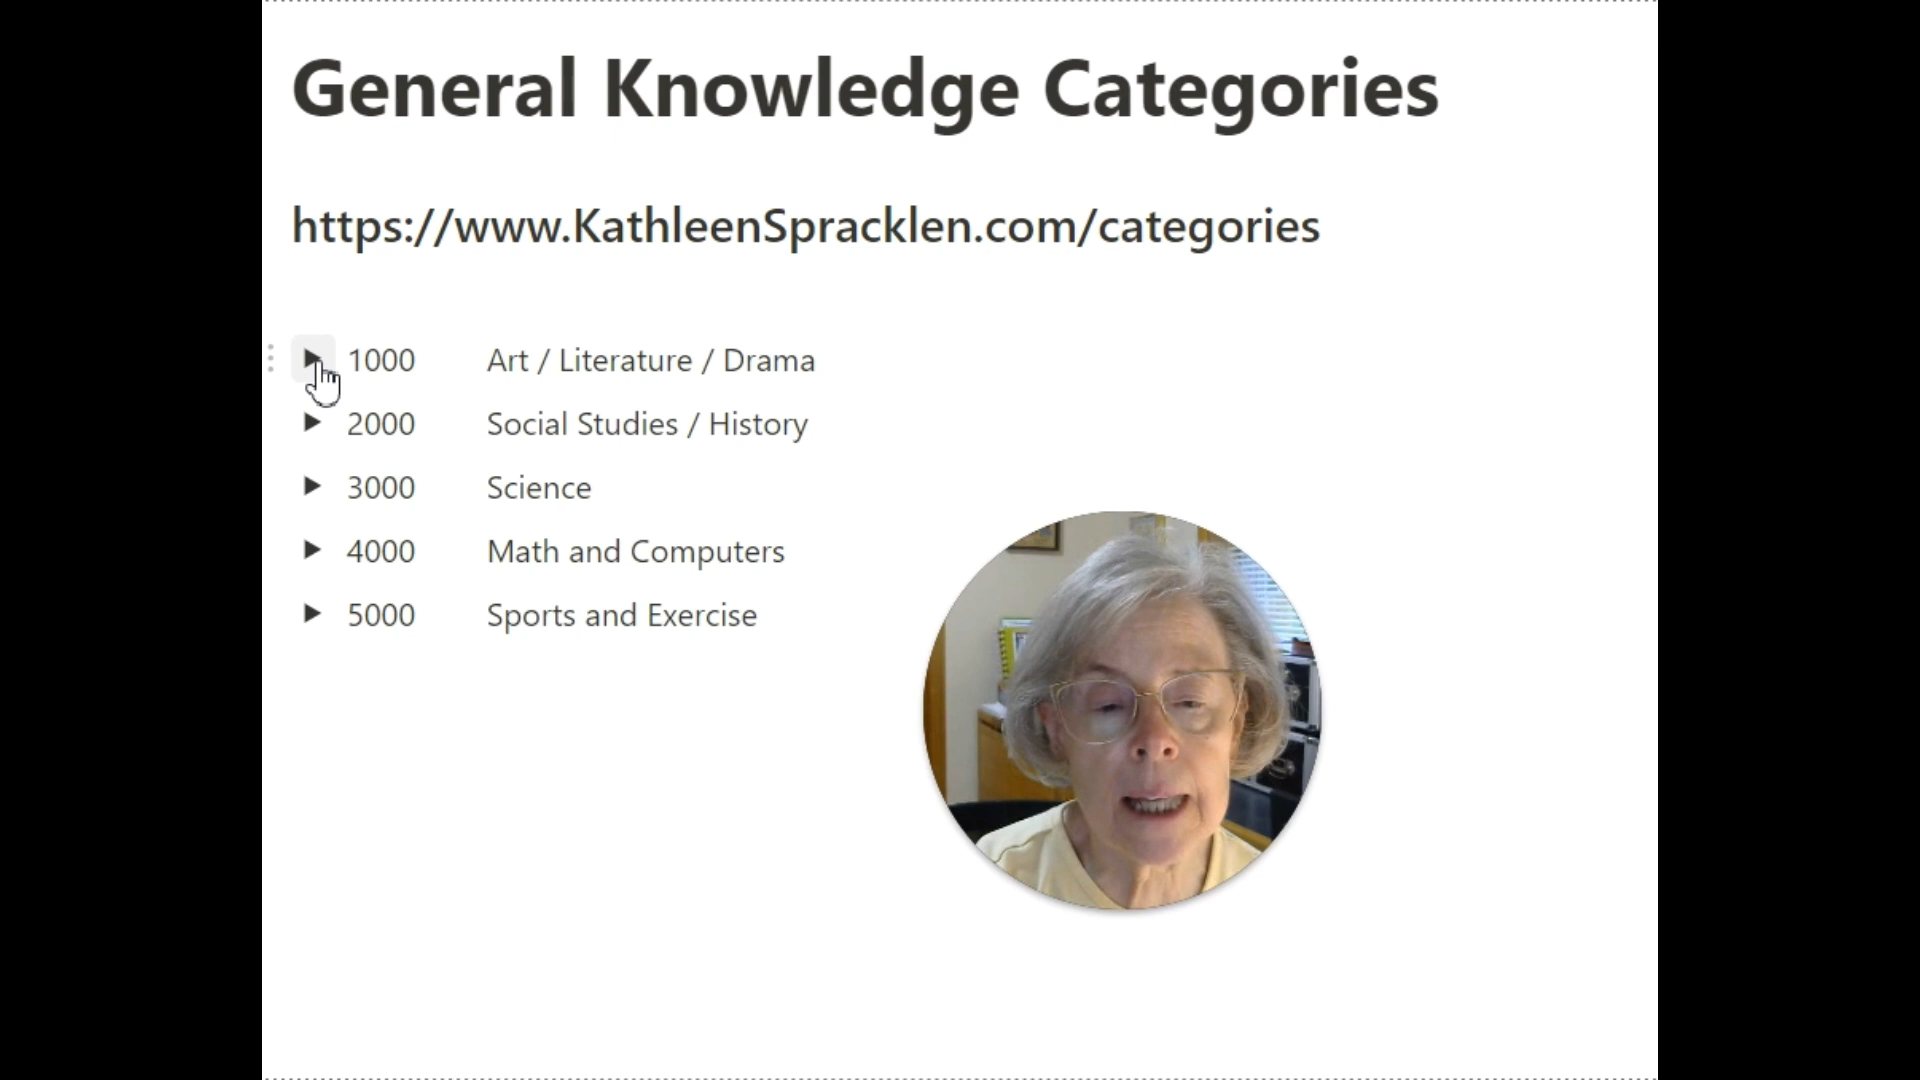 General Knowledge Categories
https://www.KathleenSpracklen.com/categories
1000 Art / Literature / Drama
2000 Social Studies / History
3000 Science
4000 Math and Computers
5000 Sports and Exercise